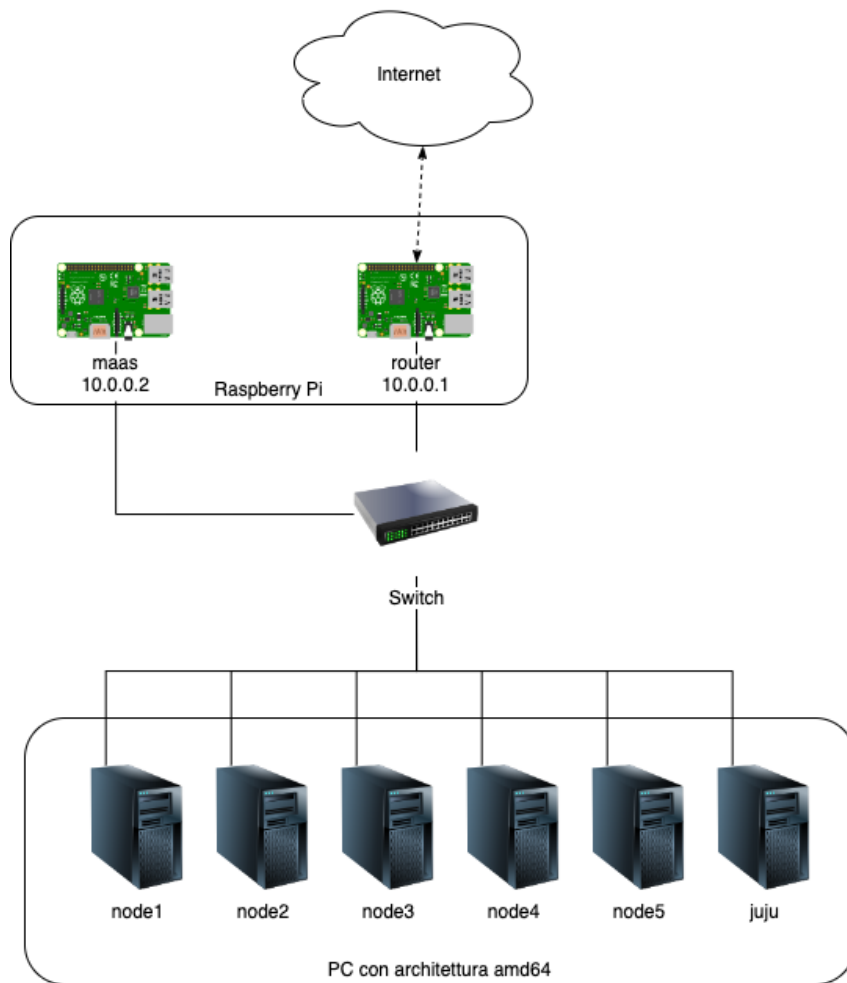 Internet
maas
10.0.0.2
router
10.0.0.1
Raspberry Pi
Switch
node1
node2
node3
node4
node5
juju
PC con architettura amd64